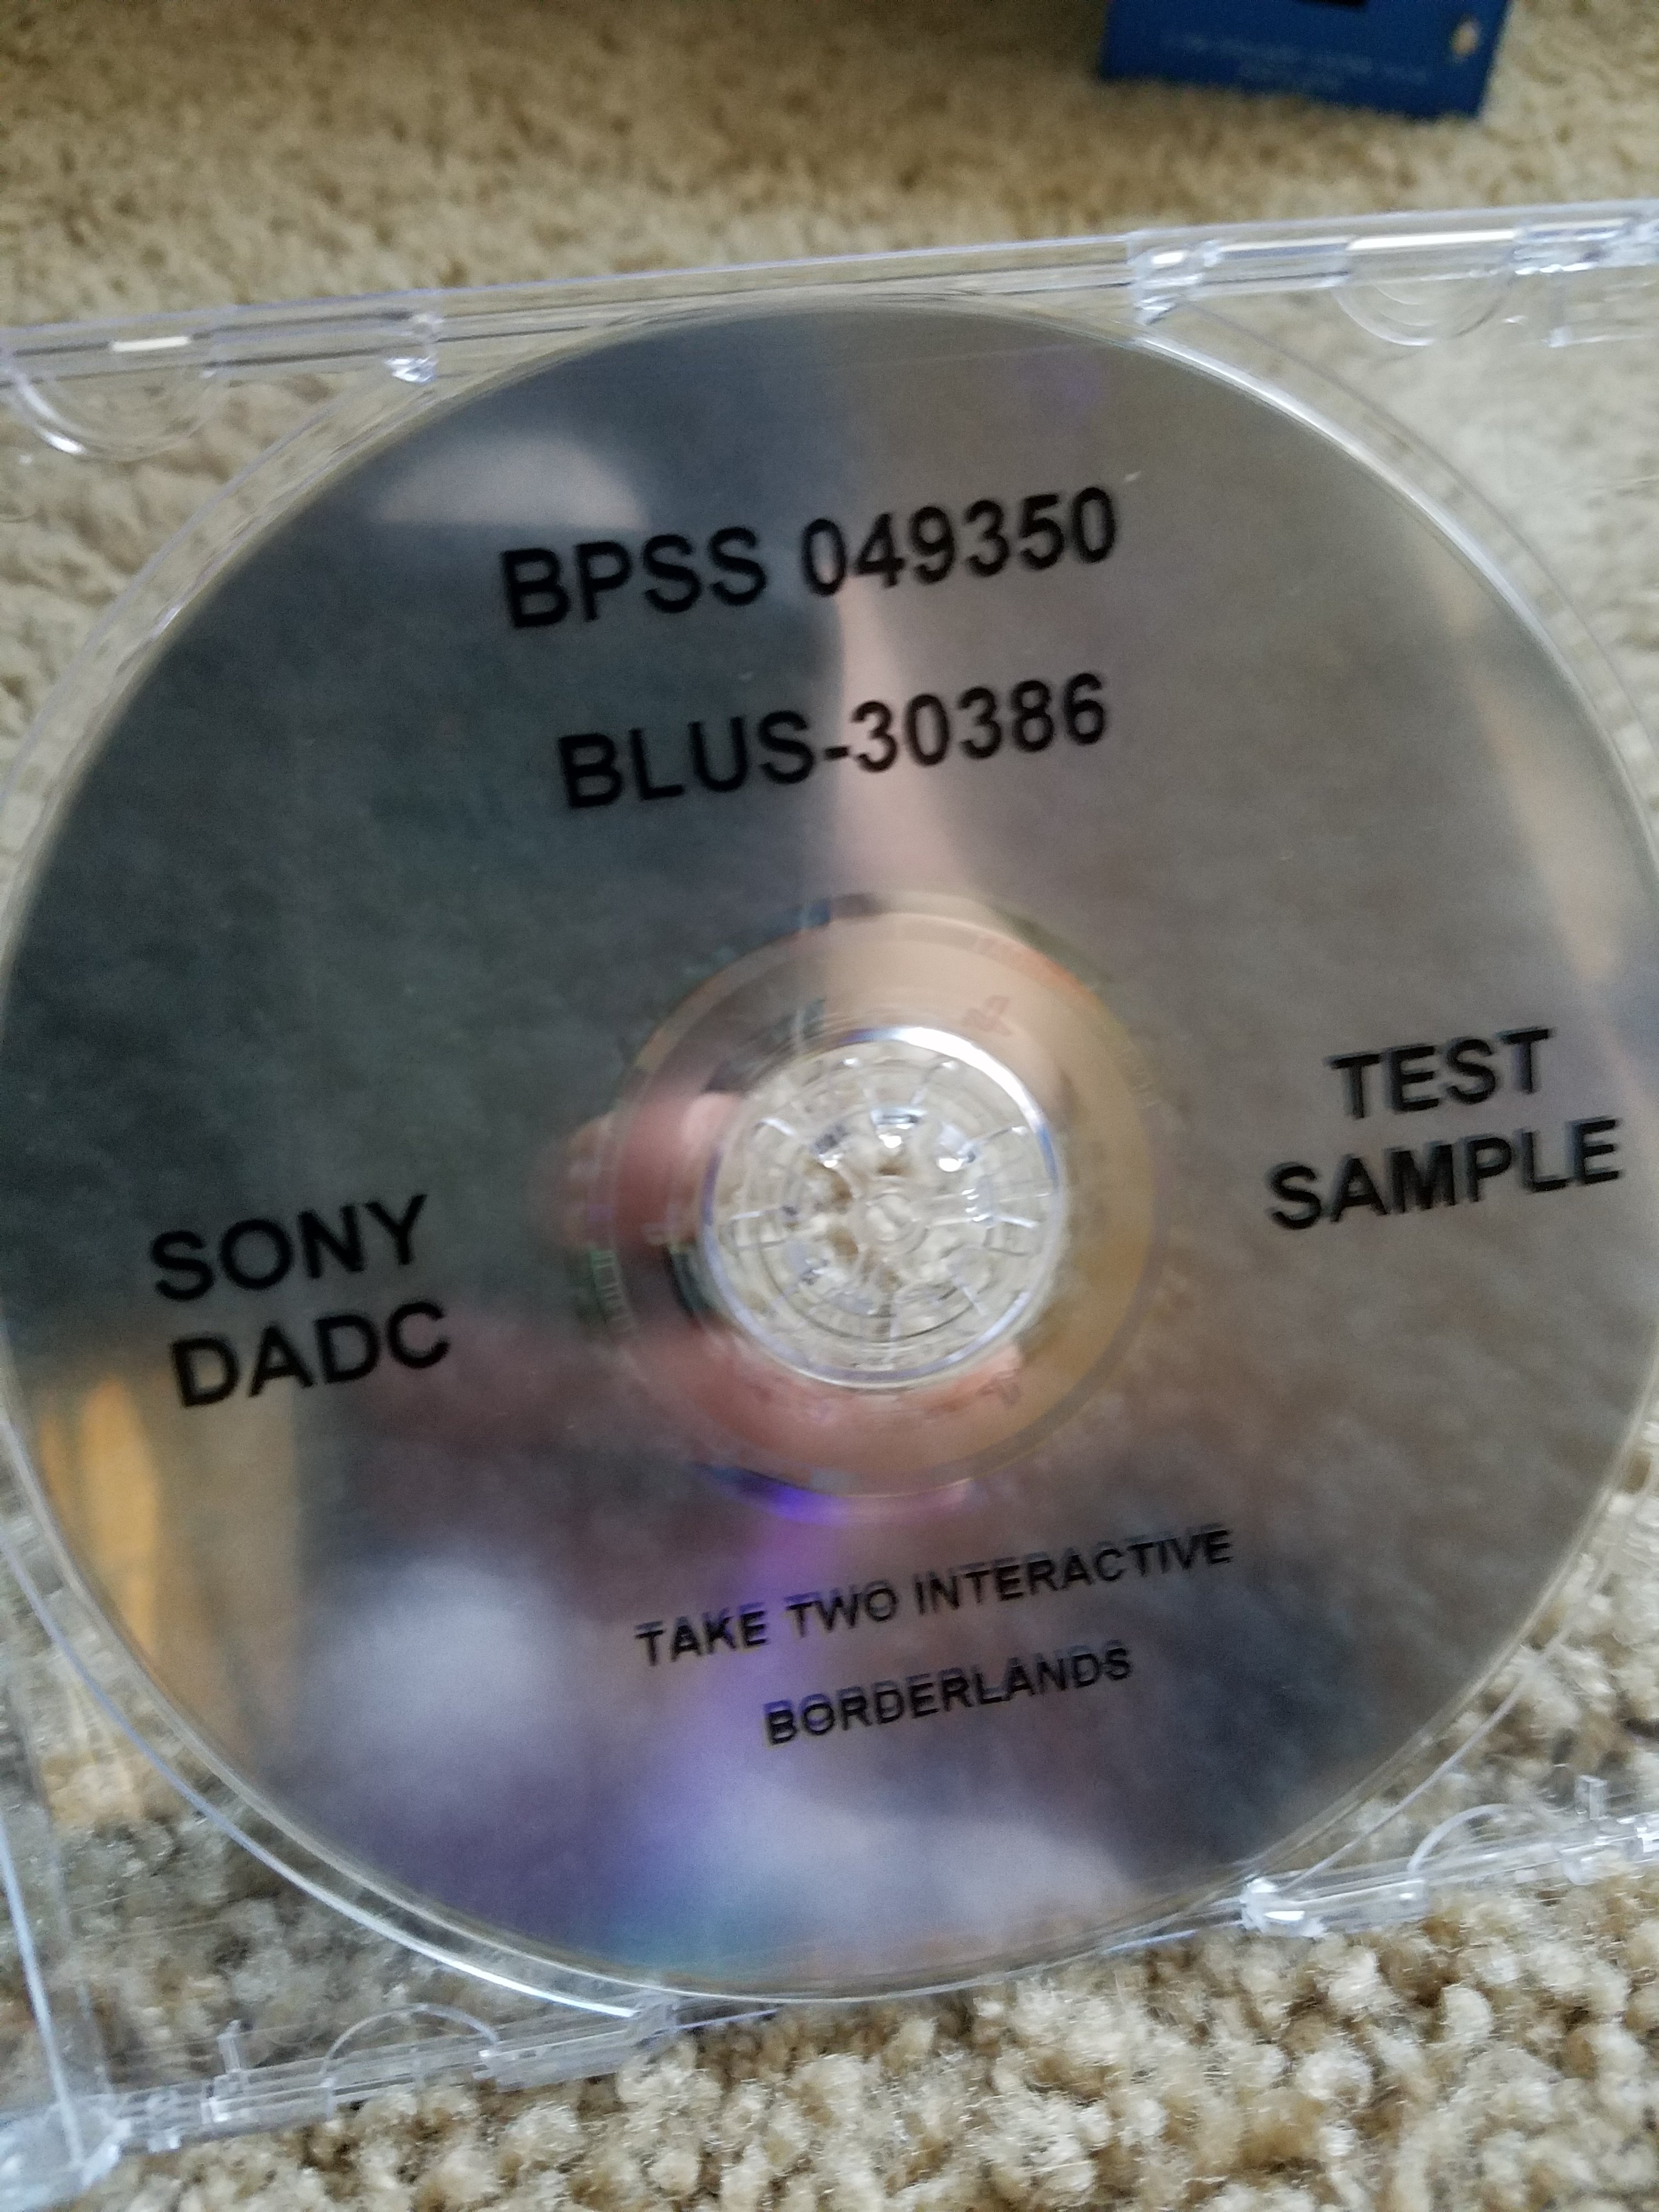 BPSS 049350
BLUS-30386
SONY
DADC
TEST
SAMPLE
TAKE TWO INTERACTIVE
BORDERLANDS